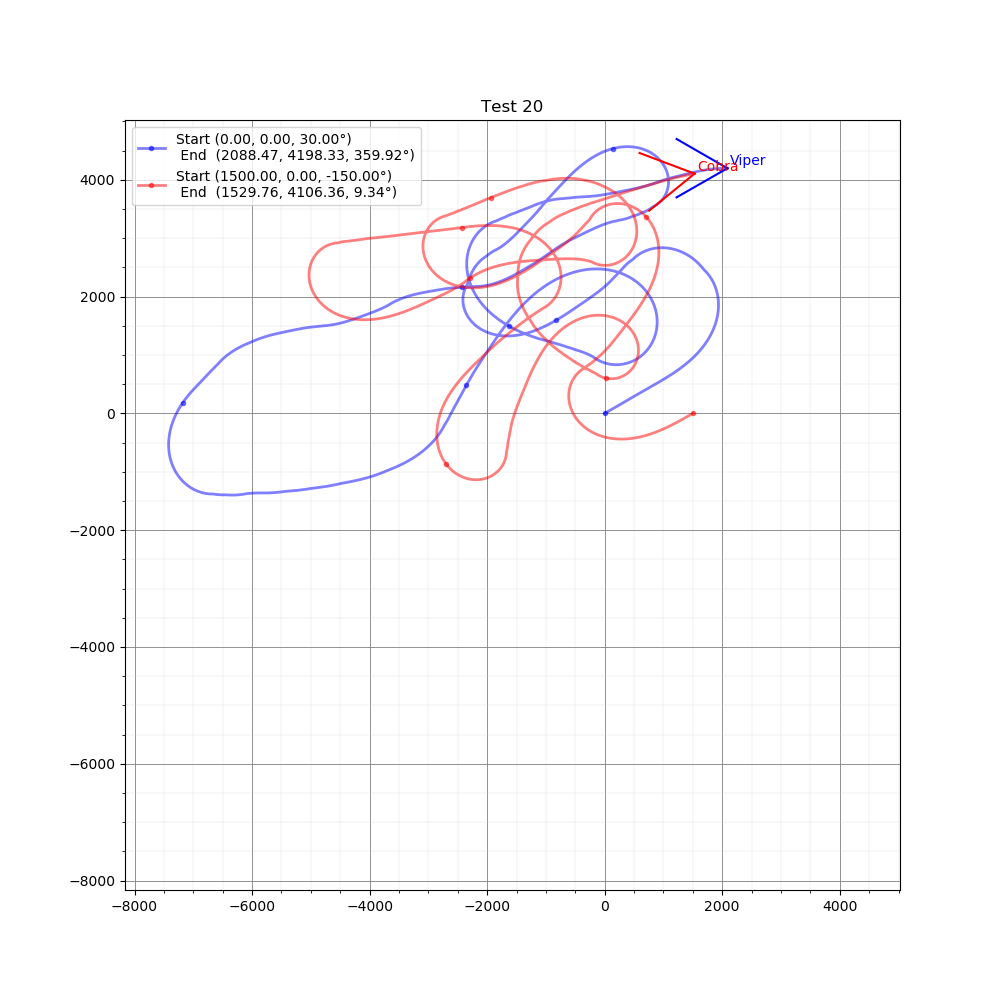 Test 20
Start (0.00, 0.00, 30.00°)
End (2088.47, 4198.33, 359.92°)
Start (1500.00, 0.00, -150.00°)
End (1529.76, 4106.36, 9.34°)
Viper
Cobra
4000
2000
0
−2000
−4000
−6000
−8000
−8000 −6000 −4000 −2000 0 2000 4000